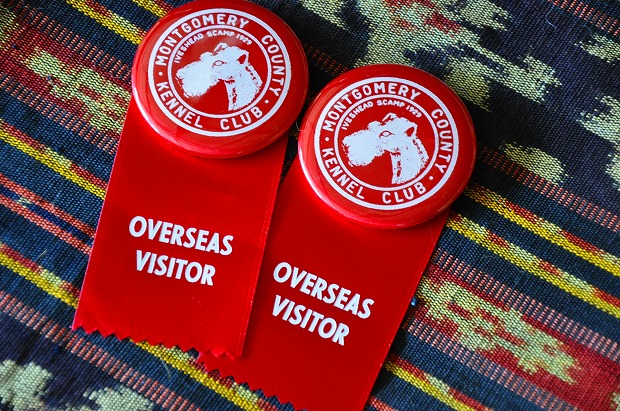 MONTGOMERY COUNTY
· KENNEL CLUB ·
IVESHEAD SCAMP 1929
OVERSEAS
VISITOR
MONTGOMERY COUNTY
· KENNEL CLUB ·
IVESHEAD SCAMP 1929
OVERSEAS
VISITOR